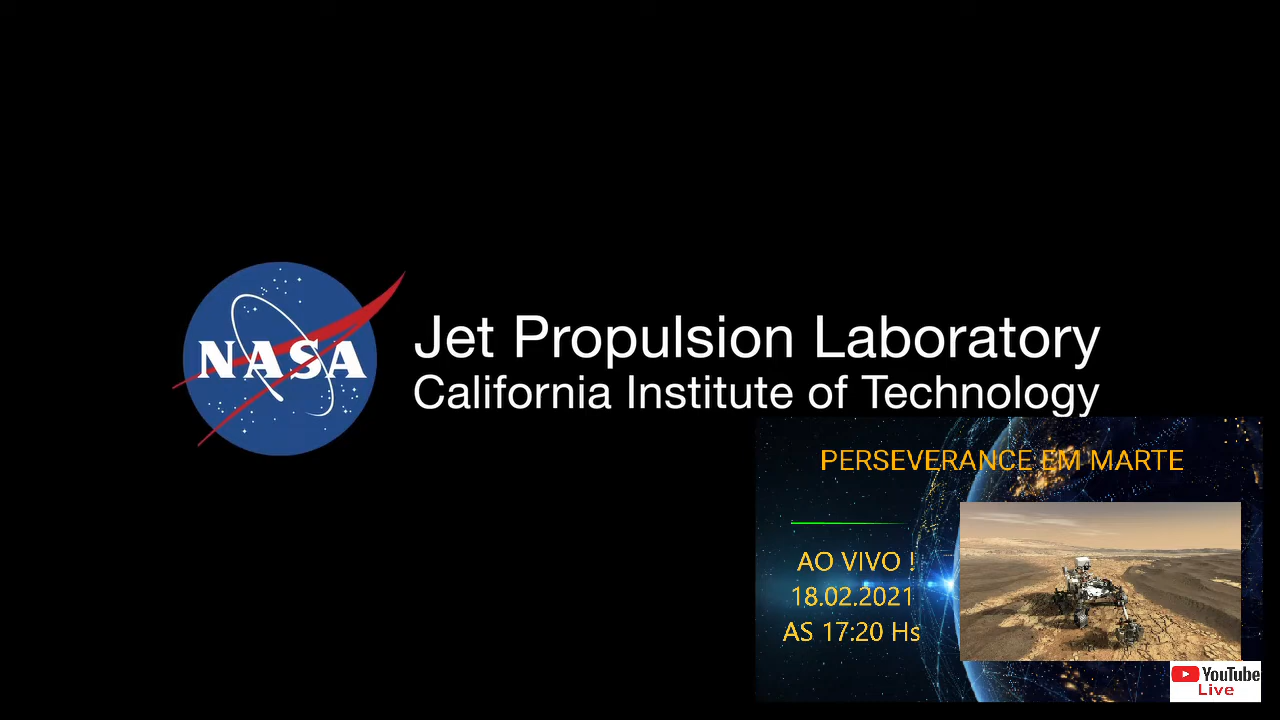 NASA
Jet Propulsion Laboratory
California Institute of Technology
PERSEVERANCE EM MARTE
AO VIVO !
18.02.2021
AS 17:20 Hs
YouTube
Live